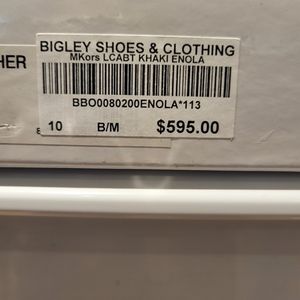 BIGLEY SHOES & CLOTHING
MKors LCABT KHAKI ENOLA
HER
BBO0080200ENOLA*113
10 B/M $595.00